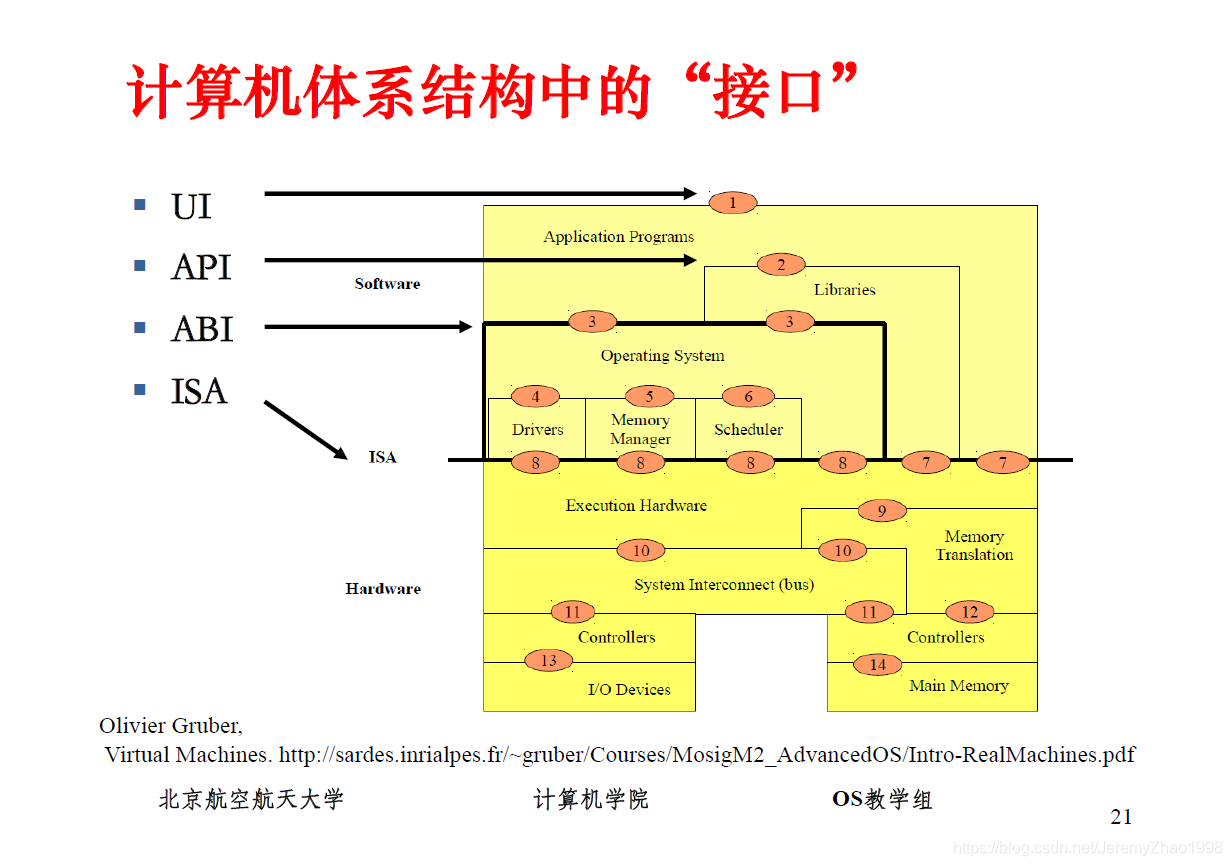 计算机体系结构中的“接口”
UI
API
ABI
ISA
1
Application Programs
2
Software
Libraries
3 3
Operating System
4 5 6
Drivers
Memory
Manager
Scheduler
ISA
8 8 8 8 7 7
Execution Hardware
9
Memory
Translation
10 10
System Interconnect (bus)
Hardware
11 11 12
Controllers Controllers
13 14
I/O Devices Main Memory
Olivier Gruber,
Virtual Machines. http://sardes.inrialpes.fr/~gruber/Courses/MosigM2_AdvancedOS/Intro-RealMachines.pdf
北京航空航天大学 计算机学院 OS教学组
21
https://blog.csdn.net/JeremyZhao1998